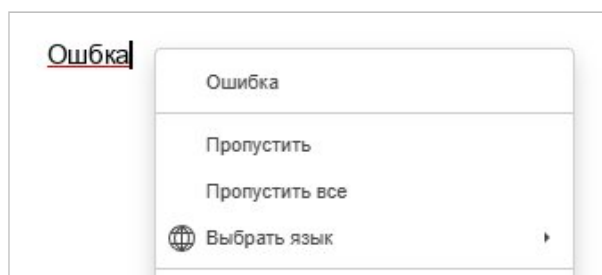 Ошбка
Ошибка
Пропустить
Пропустить все
Выбрать язык